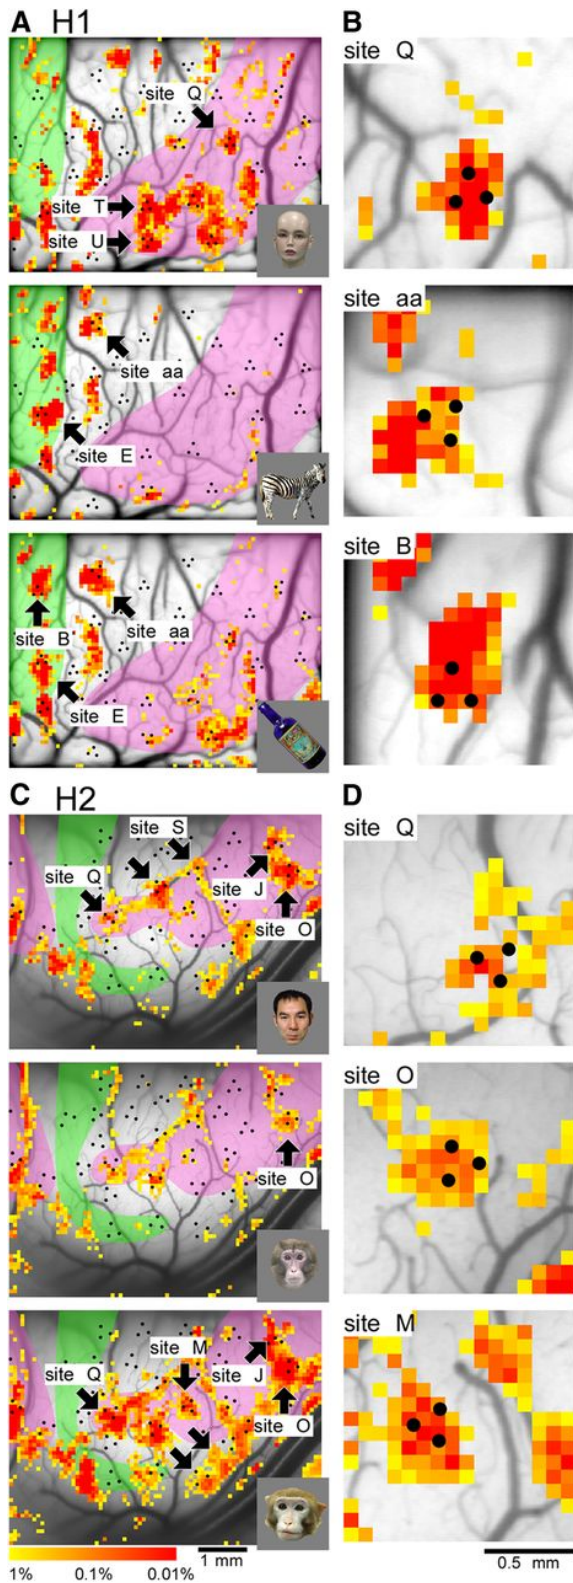 A H1
B
site Q
site Q
site T
site U
site aa
site aa
site E
site B
site B
site aa
site E
C H2
D
site S
site Q
site Q
site J
site O
site O
site O
site M
site M
site Q
site J
site O
1% 0.1% 0.01%
1 mm
0.5 mm